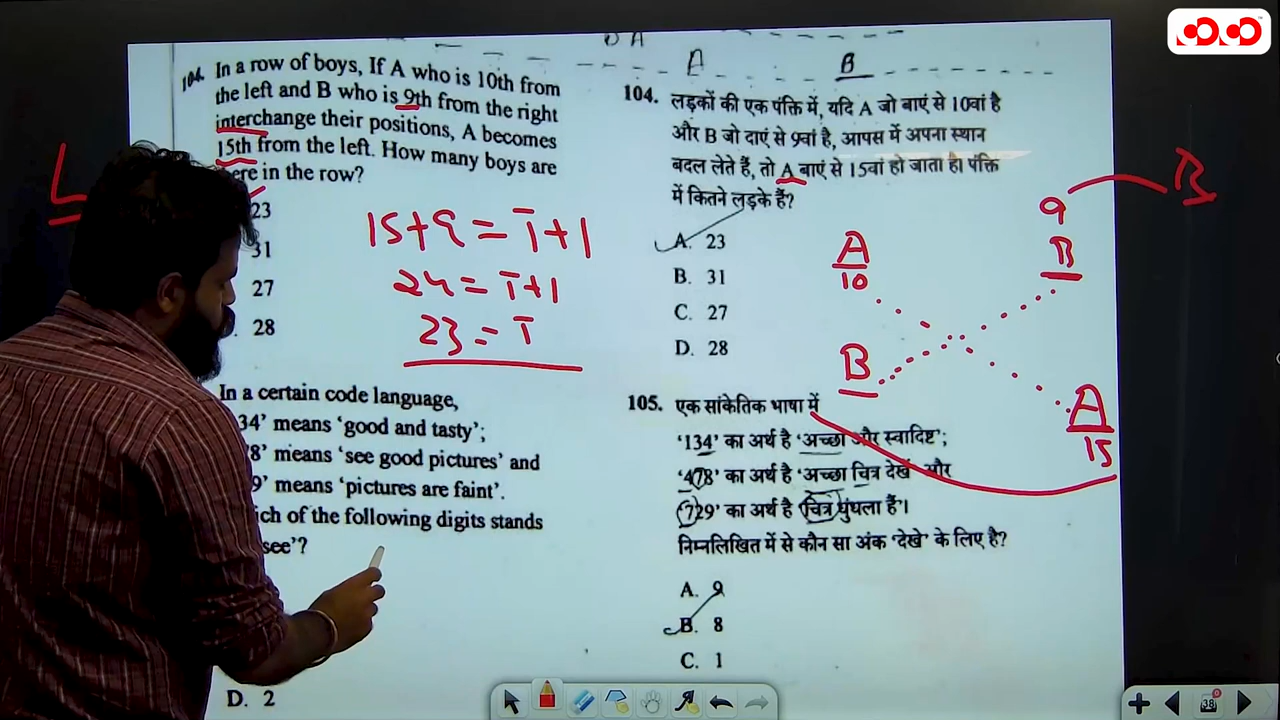 104. In a row of boys, If A who is 10th from
the left and B who is 9th from the right
interchange their positions, A becomes
15th from the left. How many boys are
there in the row?
23
31
27
28
L
15+9=T+1
24=T+1
23=T
In a certain code language,
34’ means ‘good and tasty’;
8’ means ‘see good pictures’ and
9’ means ‘pictures are faint’.
ich of the following digits stands
see’?
D. 2
A
B
104. लड़कों की एक पंक्ति में, यदि A जो बाएं से 10वां है
और B जो दाएं से 9वां है, आपस में अपना स्थान
बदल लेते हैं, तो A बाएं से 15वां हो जाता है। पंक्ति
में कितने लड़के हैं?
A. 23
B. 31
C. 27
D. 28
9
B
A
B
10
B
A
15
105. एक सांकेतिक भाषा में
‘134’ का अर्थ है ‘अच्छा और स्वादिष्ट’;
‘478’ का अर्थ है ‘अच्छा चित्र देखें’ और
‘729’ का अर्थ है ‘चित्र धुंधला हैं’।
निम्नलिखित में से कौन सा अंक ‘देखे’ के लिए है?
A. 9
B. 8
C. 1
38